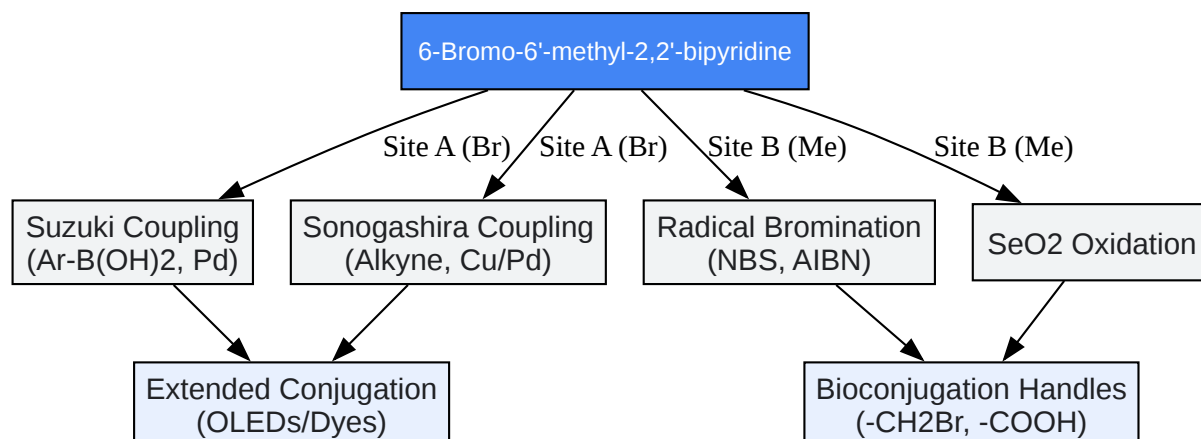 6-Bromo-6'-methyl-2,2'-bipyridine
Site A (Br)
Site A (Br)
Site B (Me)
Site B (Me)
Suzuki Coupling
(Ar-B(OH)2, Pd)
Sonogashira Coupling
(Alkyne, Cu/Pd)
Radical Bromination
(NBS, AIBN)
SeO2 Oxidation
Extended Conjugation
(OLEDs/Dyes)
Bioconjugation Handles
(-CH2Br, -COOH)